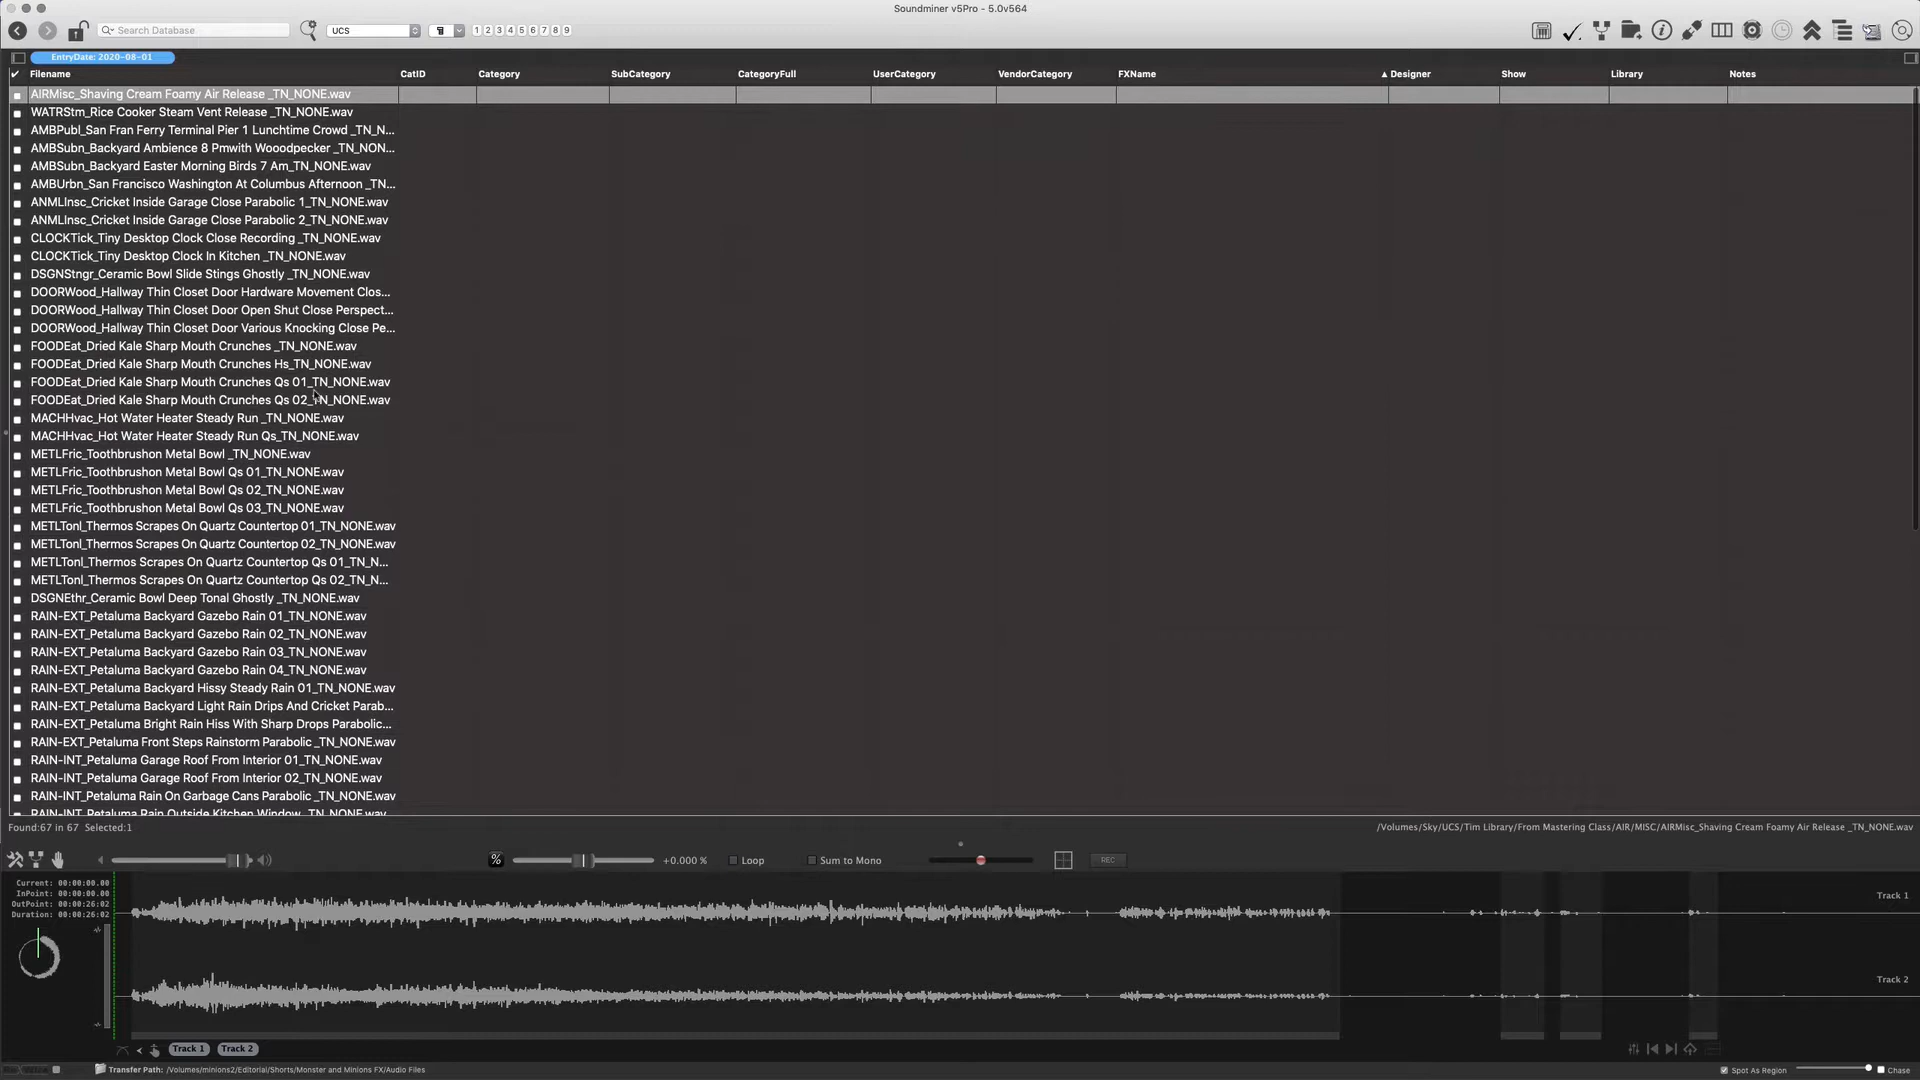 Soundminer v5Pro - 5.0v564
Search Database
UCS
1 2 3 4 5 6 7 8 9
EntryDate: 2020-08-01
Filename CatID Category SubCategory CategoryFull UserCategory VendorCategory FXName Designer Show Library Notes
AIRMisc_Shaving Cream Foamy Air Release _TN_NONE.wav
WATRStm_Rice Cooker Steam Vent Release _TN_NONE.wav
AMBPubl_San Fran Ferry Terminal Pier 1 Lunchtime Crowd _TN_N...
AMBSubn_Backyard Ambience 8 Pmwith Wooodpecker _TN_NON...
AMBSubn_Backyard Easter Morning Birds 7 Am_TN_NONE.wav
AMBUrbn_San Francisco Washington At Columbus Afternoon _TN...
ANMLInsc_Cricket Inside Garage Close Parabolic 1_TN_NONE.wav
ANMLInsc_Cricket Inside Garage Close Parabolic 2_TN_NONE.wav
CLOCKTick_Tiny Desktop Clock Close Recording _TN_NONE.wav
CLOCKTick_Tiny Desktop Clock In Kitchen _TN_NONE.wav
DSGNStngr_Ceramic Bowl Slide Stings Ghostly _TN_NONE.wav
DOORWood_Hallway Thin Closet Door Hardware Movement Clos...
DOORWood_Hallway Thin Closet Door Open Shut Close Perspect...
DOORWood_Hallway Thin Closet Door Various Knocking Close Pe...
FOODEat_Dried Kale Sharp Mouth Crunches _TN_NONE.wav
FOODEat_Dried Kale Sharp Mouth Crunches Hs_TN_NONE.wav
FOODEat_Dried Kale Sharp Mouth Crunches Qs 01_TN_NONE.wav
FOODEat_Dried Kale Sharp Mouth Crunches Qs 02_TN_NONE.wav
MACHHvac_Hot Water Heater Steady Run _TN_NONE.wav
MACHHvac_Hot Water Heater Steady Run Qs_TN_NONE.wav
METLFric_Toothbrushon Metal Bowl _TN_NONE.wav
METLFric_Toothbrushon Metal Bowl Qs 01_TN_NONE.wav
METLFric_Toothbrushon Metal Bowl Qs 02_TN_NONE.wav
METLFric_Toothbrushon Metal Bowl Qs 03_TN_NONE.wav
METLTonl_Thermos Scrapes On Quartz Countertop 01_TN_NONE.wav
METLTonl_Thermos Scrapes On Quartz Countertop 02_TN_NONE.wav
METLTonl_Thermos Scrapes On Quartz Countertop Qs 01_TN_N...
METLTonl_Thermos Scrapes On Quartz Countertop Qs 02_TN_N...
DSGNEthr_Ceramic Bowl Deep Tonal Ghostly _TN_NONE.wav
RAIN-EXT_Petaluma Backyard Gazebo Rain 01_TN_NONE.wav
RAIN-EXT_Petaluma Backyard Gazebo Rain 02_TN_NONE.wav
RAIN-EXT_Petaluma Backyard Gazebo Rain 03_TN_NONE.wav
RAIN-EXT_Petaluma Backyard Gazebo Rain 04_TN_NONE.wav
RAIN-EXT_Petaluma Backyard Hissy Steady Rain 01_TN_NONE.wav
RAIN-EXT_Petaluma Backyard Light Rain Drips And Cricket Parab...
RAIN-EXT_Petaluma Bright Rain Hiss With Sharp Drops Parabolic...
RAIN-EXT_Petaluma Front Steps Rainstorm Parabolic _TN_NONE.wav
RAIN-INT_Petaluma Garage Roof From Interior 01_TN_NONE.wav
RAIN-INT_Petaluma Garage Roof From Interior 02_TN_NONE.wav
RAIN-INT_Petaluma Rain On Garbage Cans Parabolic _TN_NONE.wav
RAIN-INT_Petaluma Rain Outside Kitchen Window _TN_NONE.wav
Found:67 in 67 Selected:1 /Volumes/Sky/UCS/Tim Library/From Mastering Class/AIR/MISC/AIRMisc_Shaving Cream Foamy Air Release _TN_NONE.wav
% +0.000 % Loop Sum to Mono REC
Current: 00:00:00.00
InPoint: 00:00:00.00
OutPoint: 00:00:26:02
Duration: 00:00:26:02
Track 1
Track 2
Track 1 Track 2
Transfer Path: /Volumes/minions2/Editorial/Shorts/Monster and Minions FX/Audio Files Spot As Region Chase